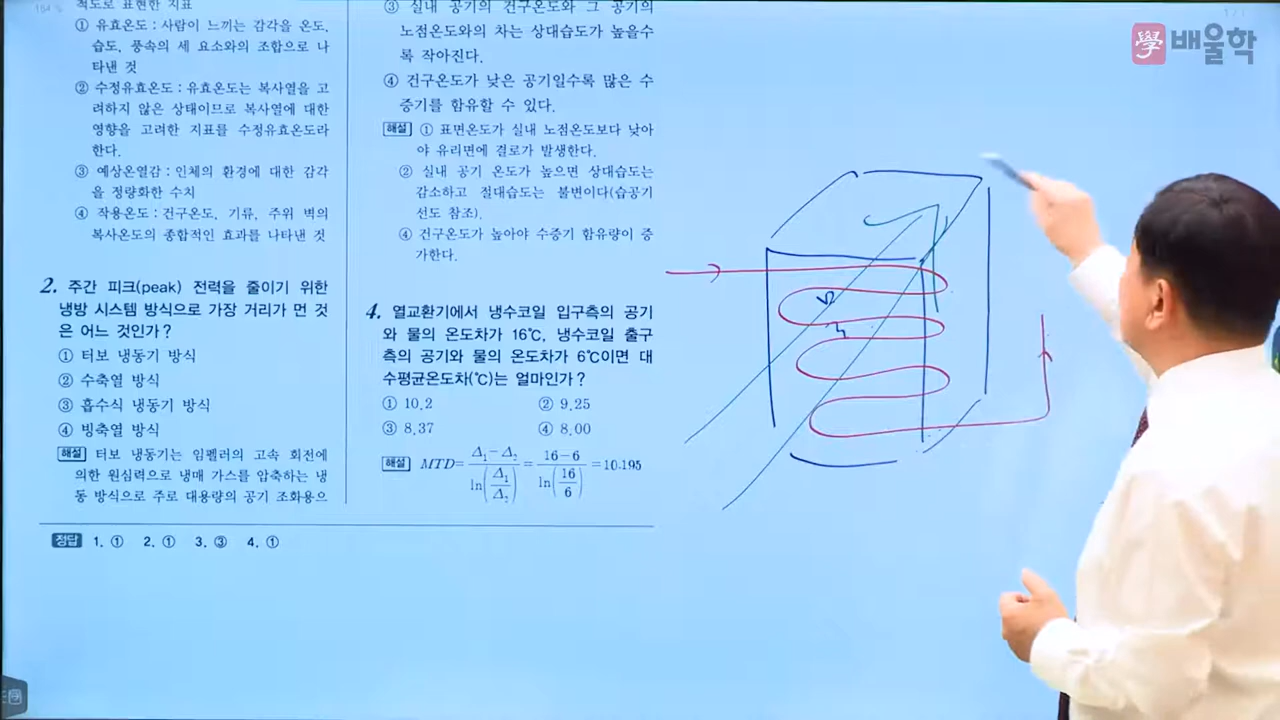 척도로 표현한 지표
① 유효온도 : 사람이 느끼는 감각을 온도,
습도, 풍속의 세 요소와의 조합으로 나
타낸 것
② 수정유효온도 : 유효온도는 복사열을 고
려하지 않은 상태이므로 복사열에 대한
영향을 고려한 지표를 수정유효온도라
한다.
③ 예상온열감 : 인체의 환경에 대한 감각
을 정량화한 수치
④ 작용온도 : 건구온도, 기류, 주위 벽의
복사온도의 종합적인 효과를 나타낸 것
2. 주간 피크(peak) 전력을 줄이기 위한
냉방 시스템 방식으로 가장 거리가 먼 것
은 어느 것인가?
① 터보 냉동기 방식
② 수축열 방식
③ 흡수식 냉동기 방식
④ 빙축열 방식
해설 터보 냉동기는 임펠러의 고속 회전에
의한 원심력으로 냉매 가스를 압축하는 냉
동 방식으로 주로 대용량의 공기 조화용으
③ 실내 공기의 건구온도와 그 공기의
노점온도와의 차는 상대습도가 높을수
록 작아진다.
④ 건구온도가 낮은 공기일수록 많은 수
증기를 함유할 수 있다.
해설 ① 표면온도가 실내 노점온도보다 낮아
야 유리면에 결로가 발생한다.
② 실내 공기 온도가 높으면 상대습도는
감소하고 절대습도는 불변이다(습공기
선도 참조).
④ 건구온도가 높아야 수증기 함유량이 증
가한다.
4. 열교환기에서 냉수코일 입구측의 공기
와 물의 온도차가 16℃, 냉수코일 출구
측의 공기와 물의 온도차가 6℃이면 대
수평균온도차(℃)는 얼마인가?
① 10.2 ② 9.25
③ 8.37 ④ 8.00
해설 MTD= Δ₁-Δ₂ / ln(Δ₁/Δ₂) = 16-6 / ln(16/6) =10.195
정답 1. ① 2. ① 3. ③ 4. ①
學 배울학